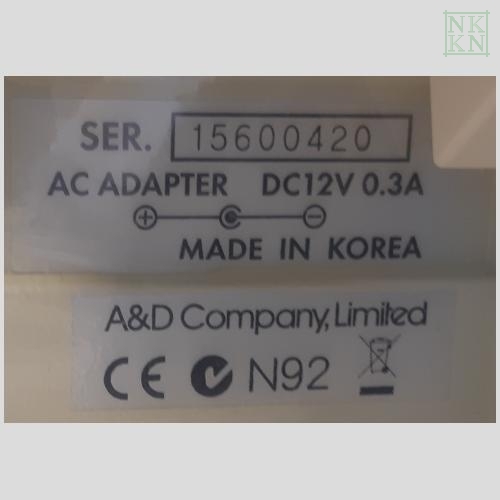 NK
KN
SER. 15600420
AC ADAPTER DC12V 0.3A
MADE IN KOREA
A&D Company, Limited
CE N92